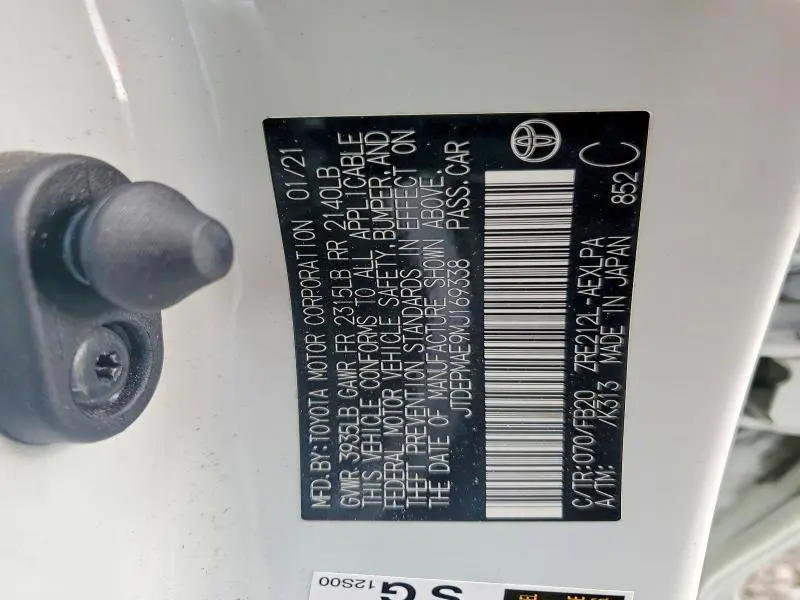 MFD.BY:TOYOTA MOTOR CORPORATION 01/21
GVWR 3935LB GAWR FR 2315LB RR 2140LB
THIS VEHICLE CONFORMS TO ALL APPLICABLE
FEDERAL MOTOR VEHICLE SAFETY, BUMPER, AND
THEFT PREVENTION STANDARDS IN EFFECT ON
THE DATE OF MANUFACTURE SHOWN ABOVE.
JTDEPMAE9MJ169338 PASS.CAR
C/TR:070/FB20 ZRE212L-AEXLPA
A/TM: /K313 MADE IN JAPAN 852 C
12S00
SG